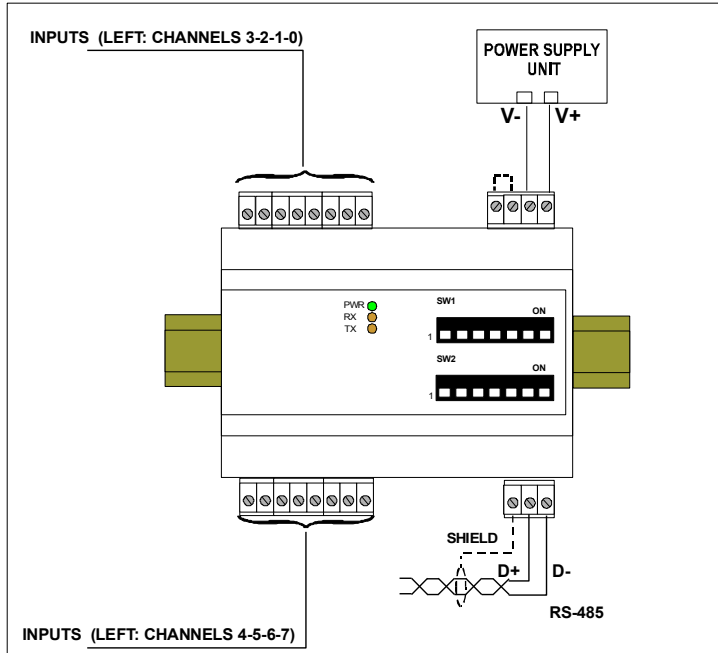 INPUTS (LEFT: CHANNELS 3-2-1-0)
POWER SUPPLY
UNIT
V- V+
PWR
RX
TX
SW1
ON
1
SW2
ON
1
SHIELD
D+ D-
RS-485
INPUTS (LEFT: CHANNELS 4-5-6-7)